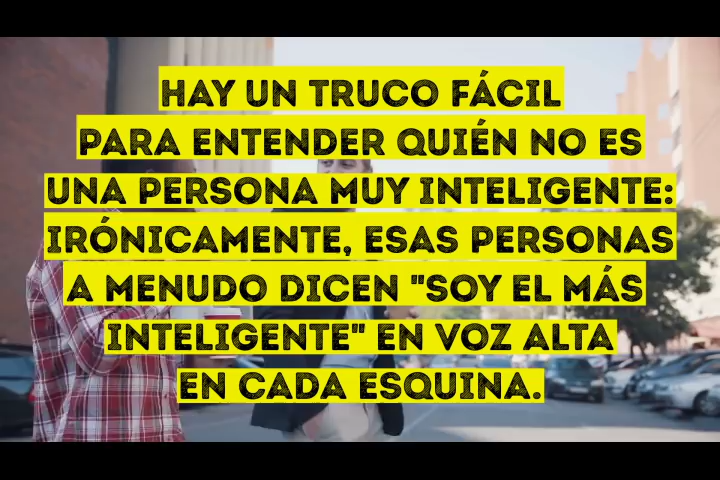 HAY UN TRUCO FÁCIL
PARA ENTENDER QUIÉN NO ES
UNA PERSONA MUY INTELIGENTE:
IRÓNICAMENTE, ESAS PERSONAS
A MENUDO DICEN "SOY EL MÁS
INTELIGENTE" EN VOZ ALTA
EN CADA ESQUINA.